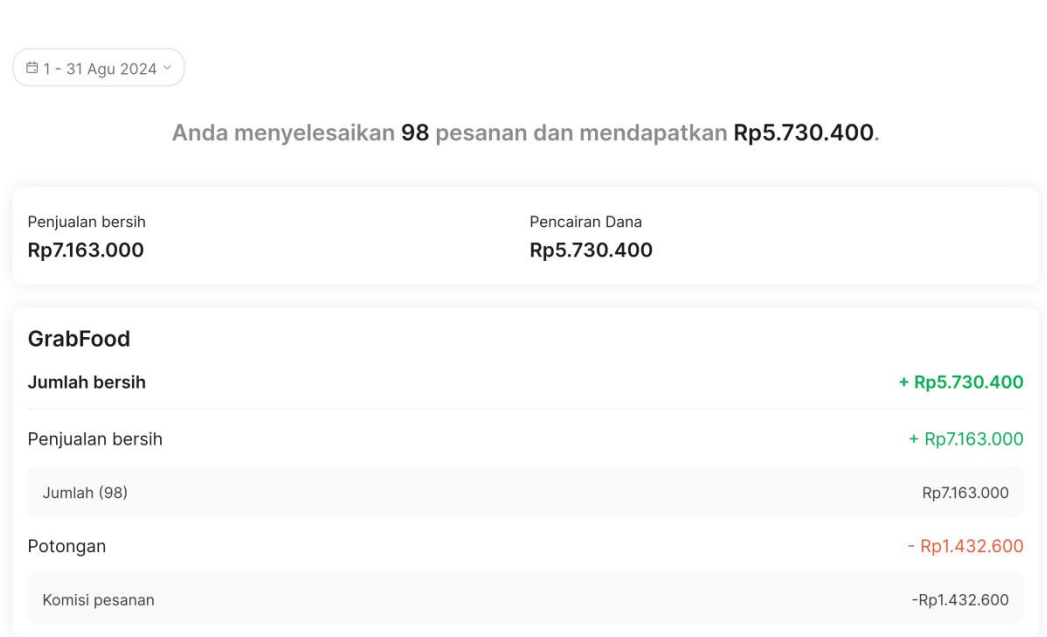 1 - 31 Agu 2024
Anda menyelesaikan 98 pesanan dan mendapatkan Rp5.730.400.
Penjualan bersih
Rp7.163.000
Pencairan Dana
Rp5.730.400
GrabFood
Jumlah bersih + Rp5.730.400
Penjualan bersih + Rp7.163.000
Jumlah (98) Rp7.163.000
Potongan - Rp1.432.600
Komisi pesanan -Rp1.432.600